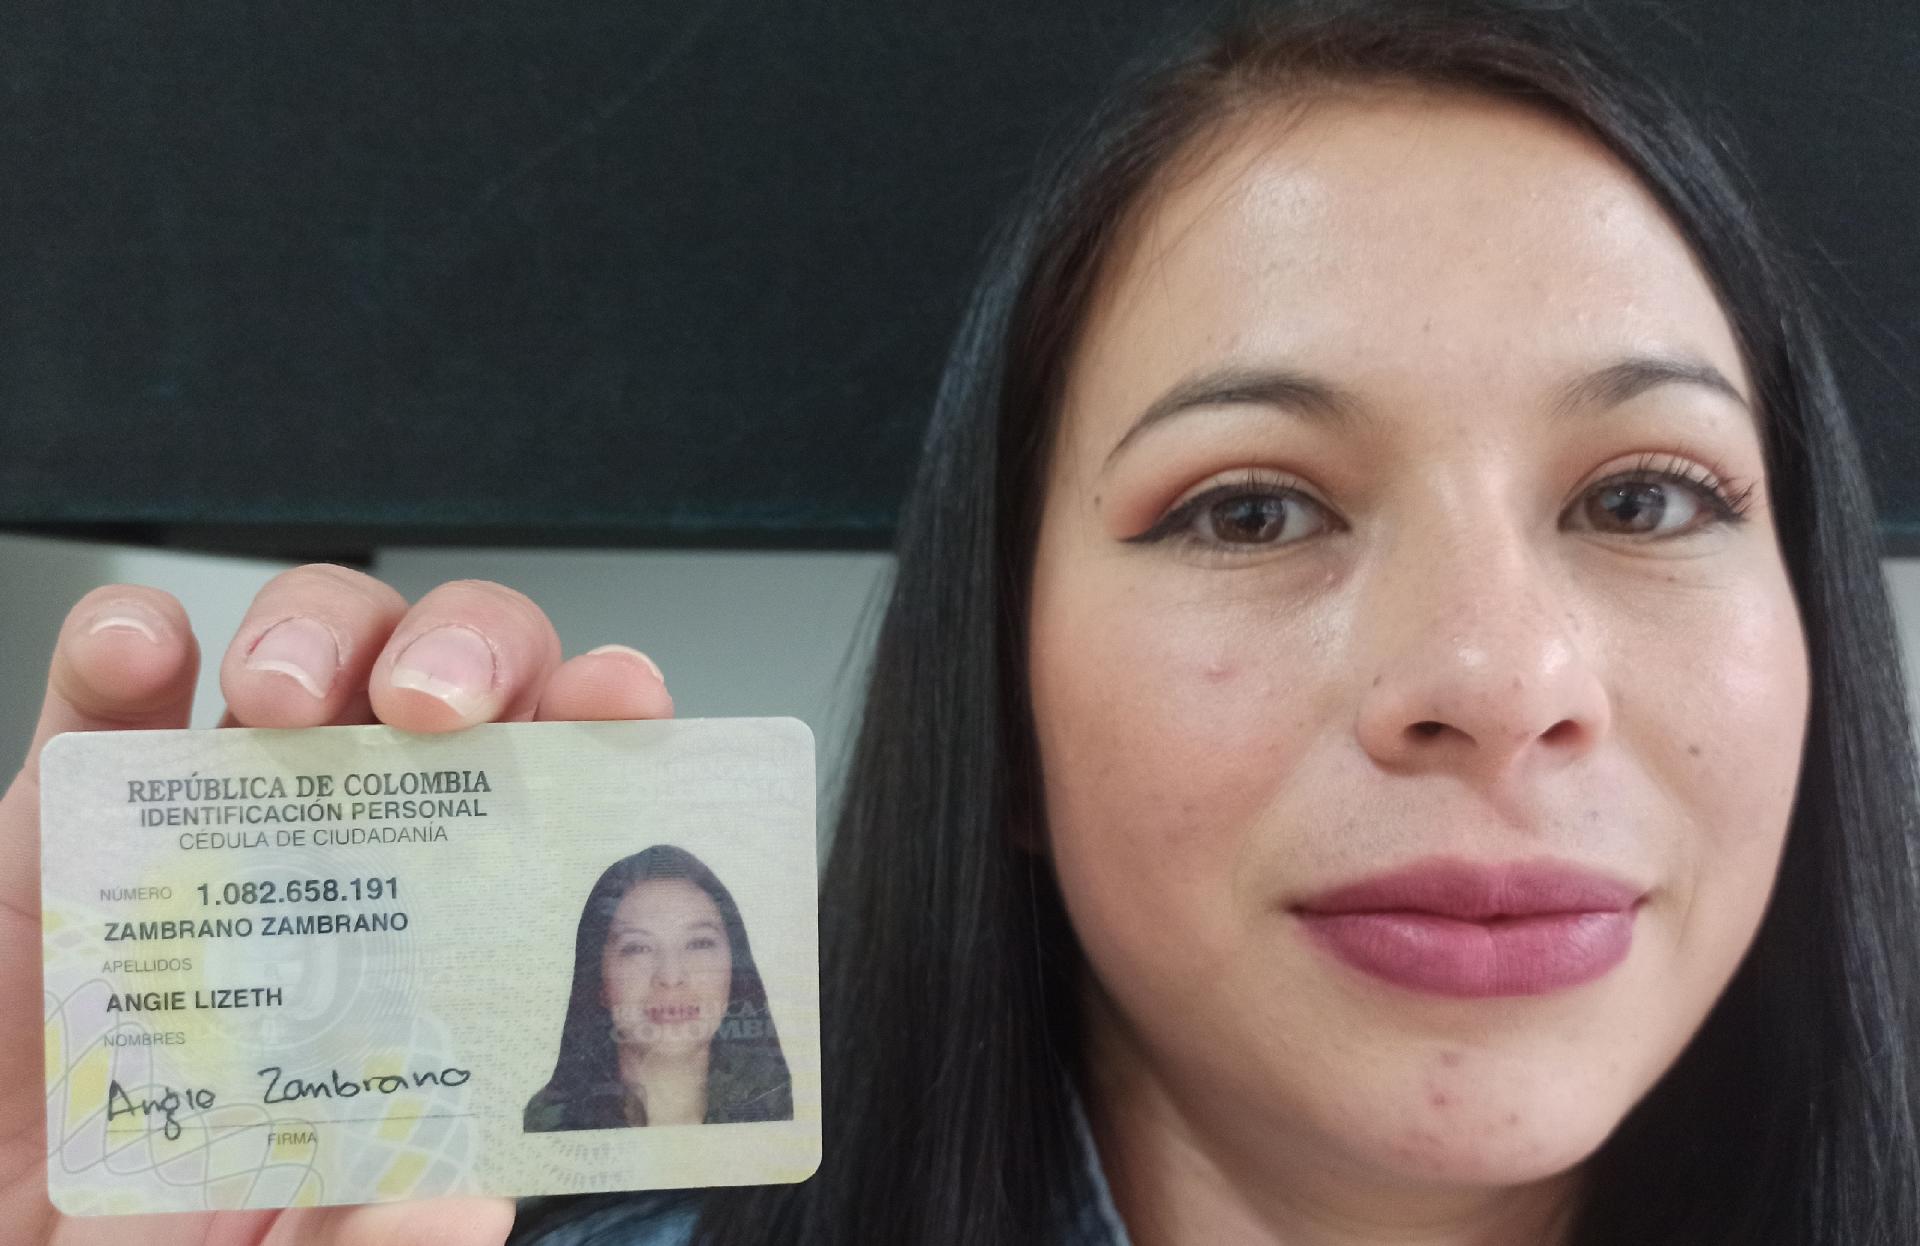 REPÚBLICA DE COLOMBIA
IDENTIFICACIÓN PERSONAL
CÉDULA DE CIUDADANÍA
NÚMERO 1.082.658.191
ZAMBRANO ZAMBRANO
APELLIDOS
ANGIE LIZETH
NOMBRES
Angie Zambrano
FIRMA
COLOMBI